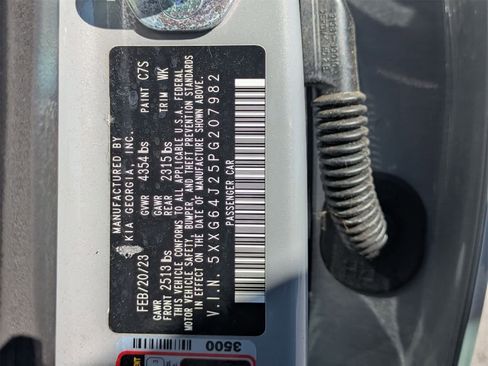 MANUFACTURED BY
KIA GEORGIA, INC.
FEB/20/23 GVWR 4354 lbs PAINT C7S
GAWR FRONT 2513 lbs GAWR REAR 2315 lbs TRIM WK
THIS VEHICLE CONFORMS TO ALL APPLICABLE U.S.A. FEDERAL
MOTOR VEHICLE SAFETY, BUMPER, AND THEFT PREVENTION STANDARDS
IN EFFECT ON THE DATE OF MANUFACTURE SHOWN ABOVE.
V.I.N. 5XXG64J25PG207982
PASSENGER CAR
3500